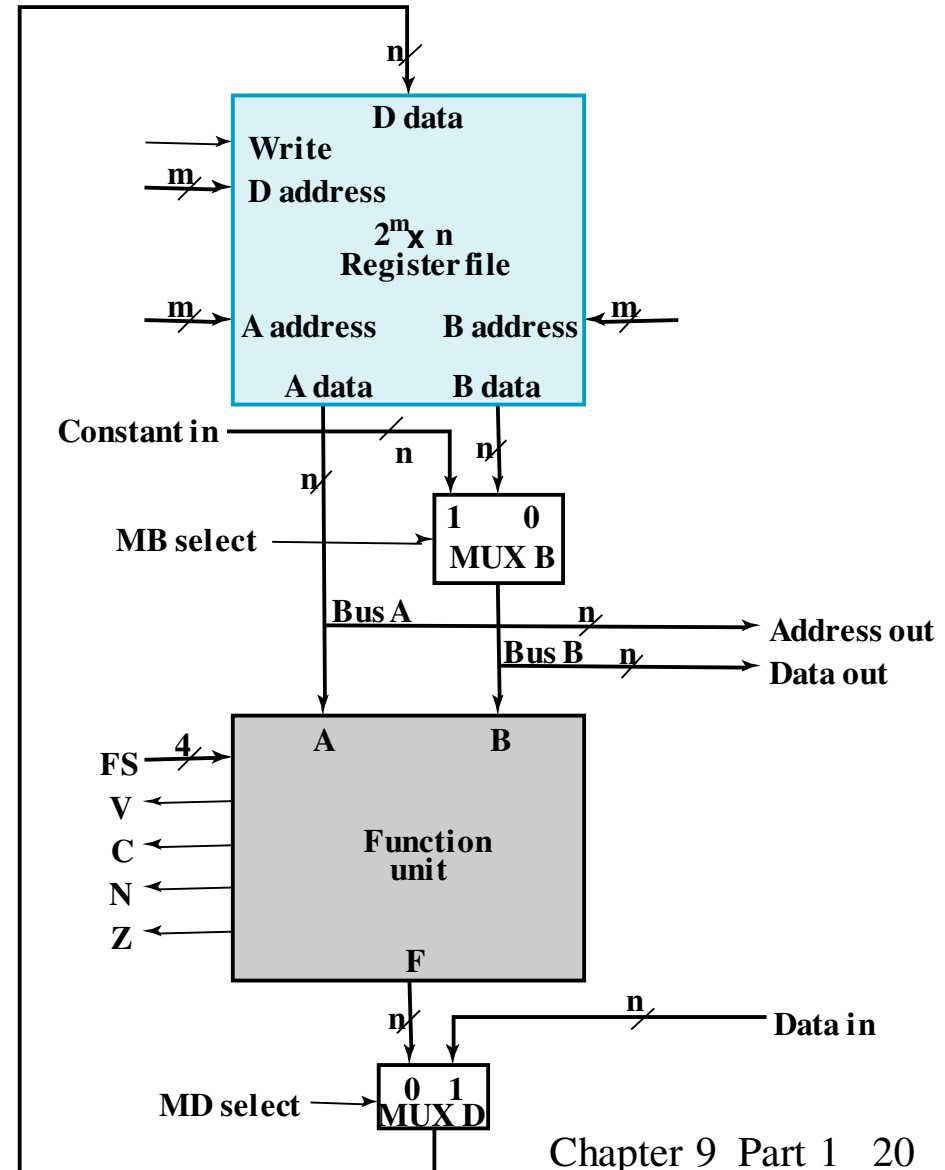 n
D data
Write
m
D address
2^m x n
Register file
m
m
A address
B address
A data
B data
Constant in
n
n
n
1 0
MUX B
MB select
Bus A
n
Address out
Bus B
n
Data out
A
B
FS
4
V
C
N
Z
Function
unit
F
n
n
Data in
0 1
MUX D
MD select
Chapter 9 Part 1 20